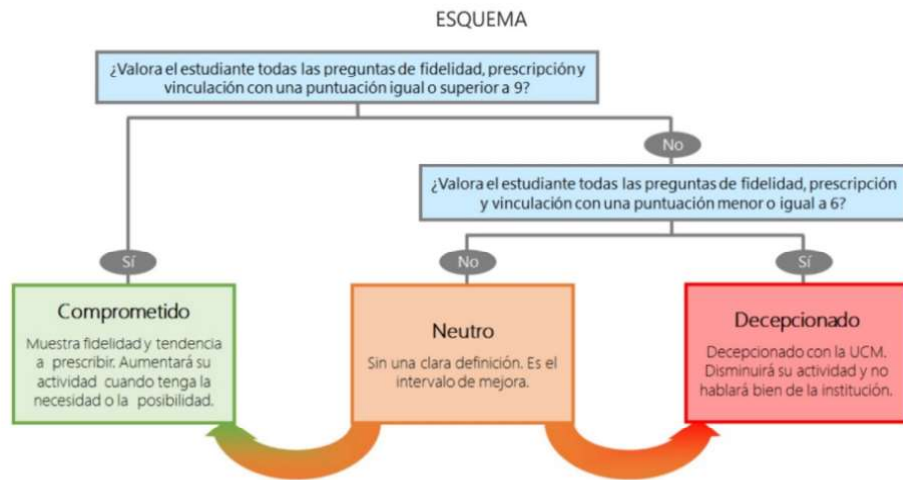 ESQUEMA
¿Valora el estudiante todas las preguntas de fidelidad, prescripción y
vinculación con una puntuación igual o superior a 9?
No
¿Valora el estudiante todas las preguntas de fidelidad, prescripción
y vinculación con una puntuación menor o igual a 6?
Sí
No
Sí
Comprometido
Muestra fidelidad y tendencia
a prescribir. Aumentará su
actividad cuando tenga la
necesidad o la posibilidad.
Neutro
Sin una clara definición. Es el
intervalo de mejora.
Decepcionado
Decepcionado con la UCM.
Disminuirá su actividad y no
hablará bien de la institución.